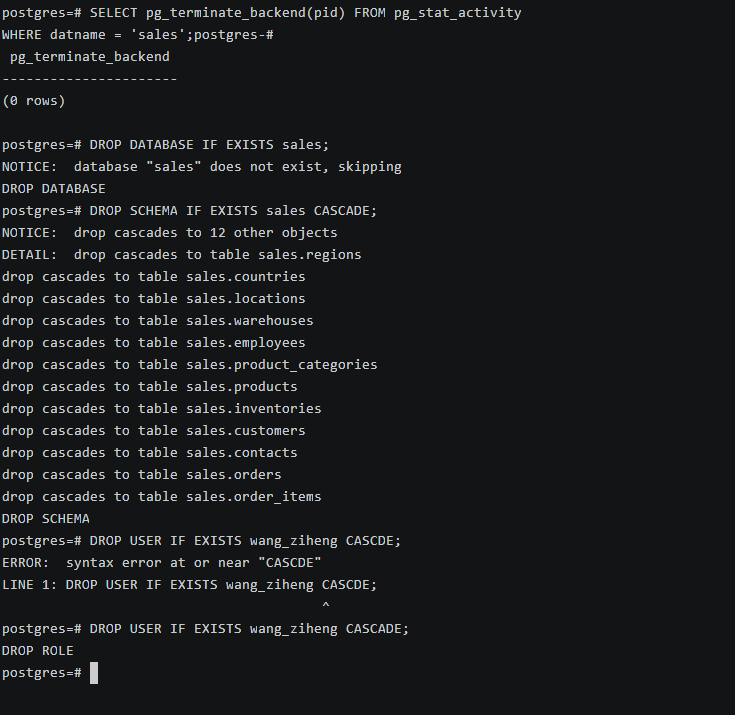 postgres=# SELECT pg_terminate_backend(pid) FROM pg_stat_activity
WHERE datname = 'sales';postgres-#
 pg_terminate_backend
----------------------
(0 rows)

postgres=# DROP DATABASE IF EXISTS sales;
NOTICE:  database "sales" does not exist, skipping
DROP DATABASE
postgres=# DROP SCHEMA IF EXISTS sales CASCADE;
NOTICE:  drop cascades to 12 other objects
DETAIL:  drop cascades to table sales.regions
drop cascades to table sales.countries
drop cascades to table sales.locations
drop cascades to table sales.warehouses
drop cascades to table sales.employees
drop cascades to table sales.product_categories
drop cascades to table sales.products
drop cascades to table sales.inventories
drop cascades to table sales.customers
drop cascades to table sales.contacts
drop cascades to table sales.orders
drop cascades to table sales.order_items
DROP SCHEMA
postgres=# DROP USER IF EXISTS wang_ziheng CASCDE;
ERROR:  syntax error at or near "CASCDE"
LINE 1: DROP USER IF EXISTS wang_ziheng CASCDE;
                                        ^
postgres=# DROP USER IF EXISTS wang_ziheng CASCADE;
DROP ROLE
postgres=#